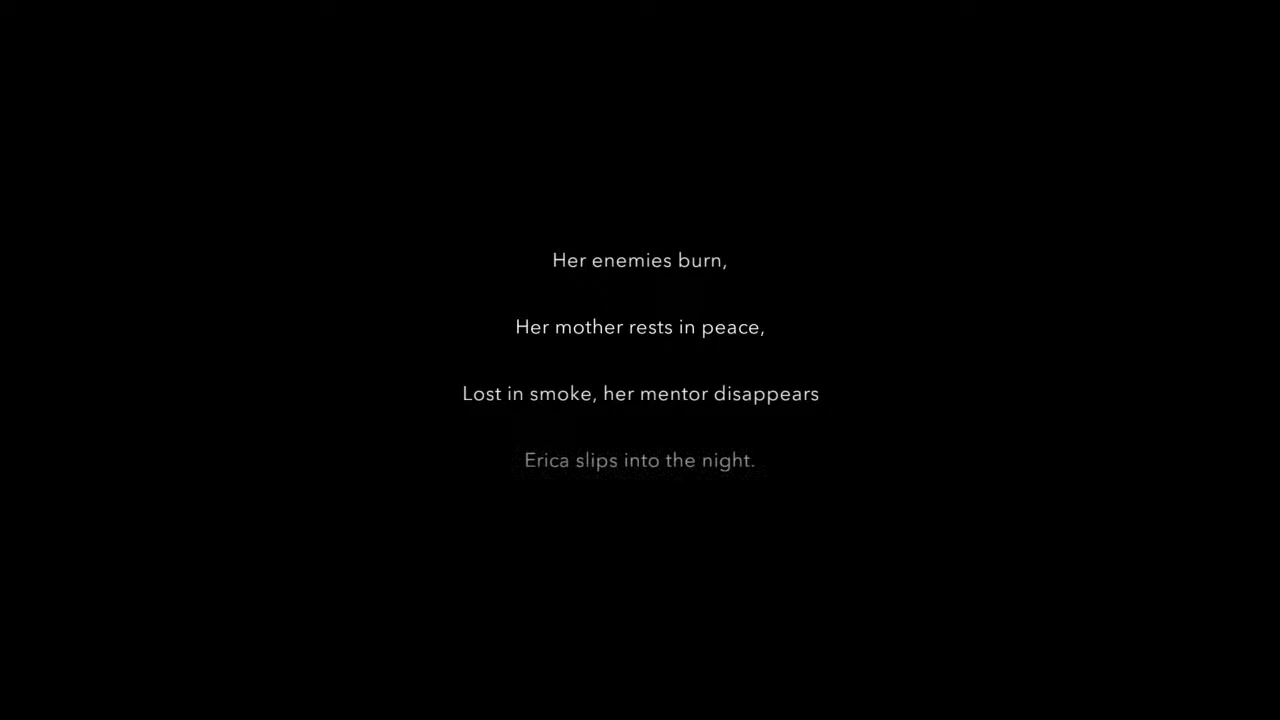 Her enemies burn,
Her mother rests in peace,
Lost in smoke, her mentor disappears
Erica slips into the night.